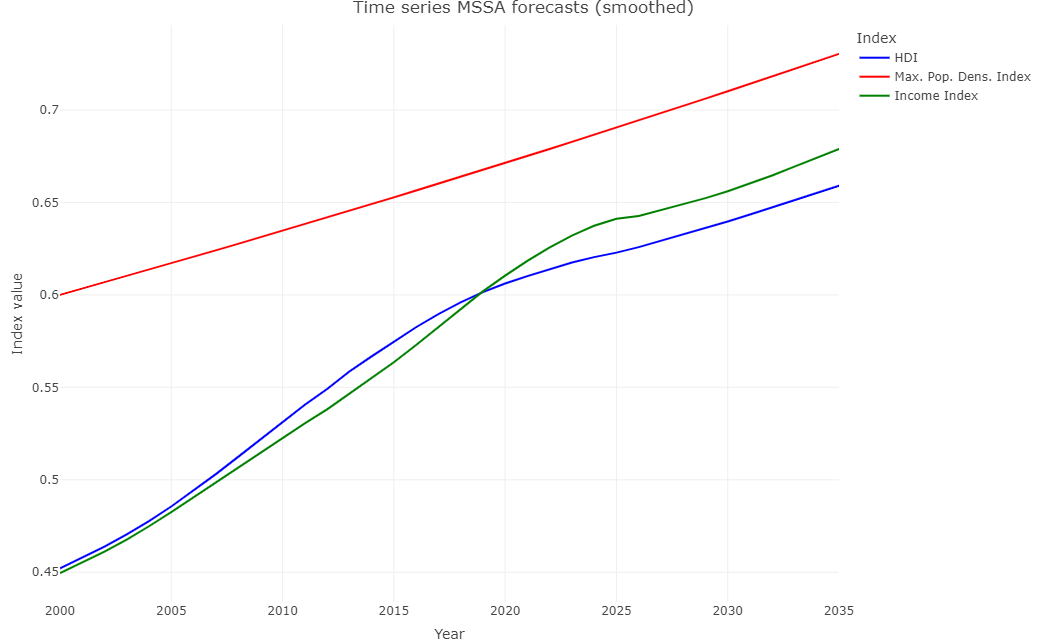 Time series MSSA forecasts (smoothed)
Index
HDI
Max. Pop. Dens. Index
Income Index
Index value
0.7
0.65
0.6
0.55
0.5
0.45
2000 2005 2010 2015 2020 2025 2030 2035
Year